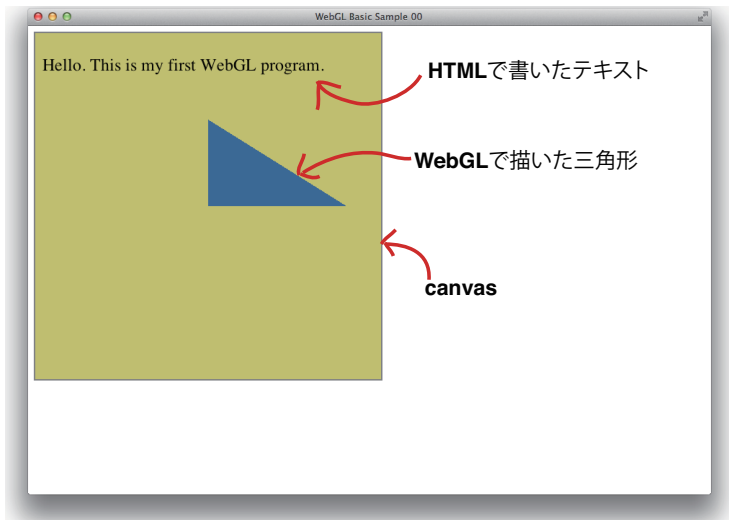 WebGL Basic Sample 00
Hello. This is my first WebGL program.
HTMLで書いたテキスト
WebGLで描いた三角形
canvas